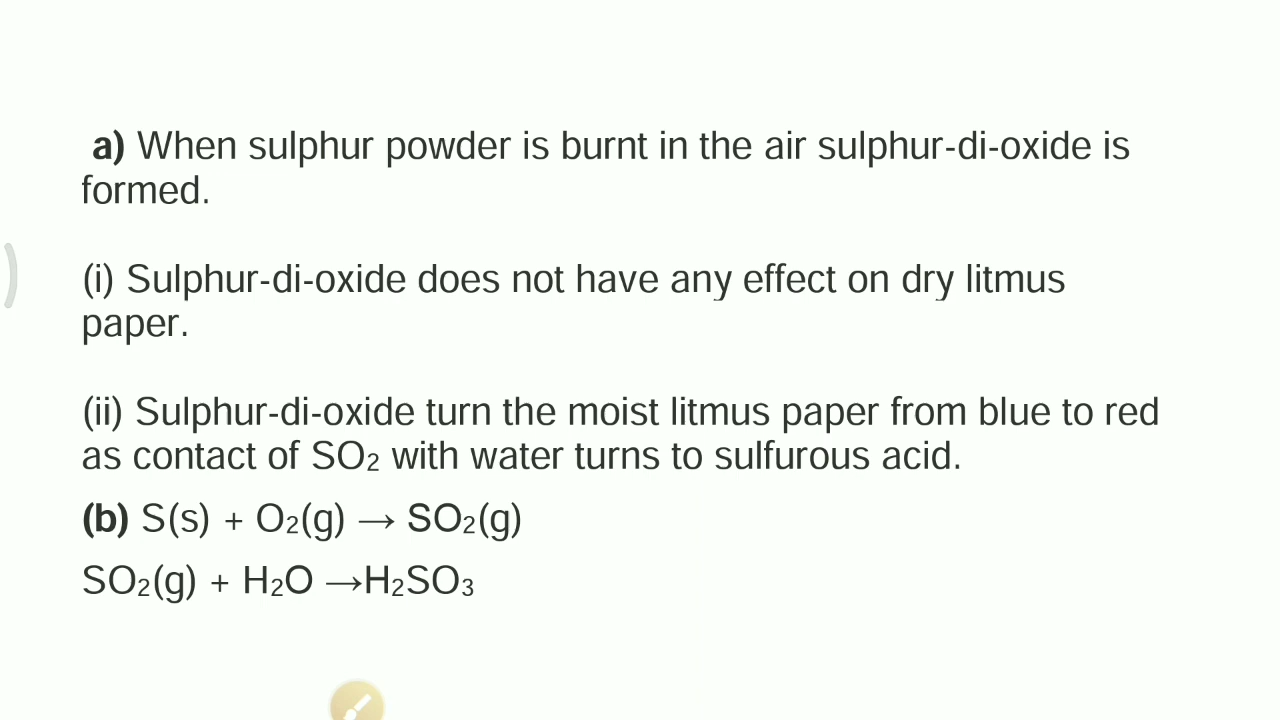 a) When sulphur powder is burnt in the air sulphur-di-oxide is
formed.
(i) Sulphur-di-oxide does not have any effect on dry litmus
paper.
(ii) Sulphur-di-oxide turn the moist litmus paper from blue to red
as contact of SO₂ with water turns to sulfurous acid.
(b) S(s) + O₂(g) → SO₂(g)
SO₂(g) + H₂O →H₂SO₃